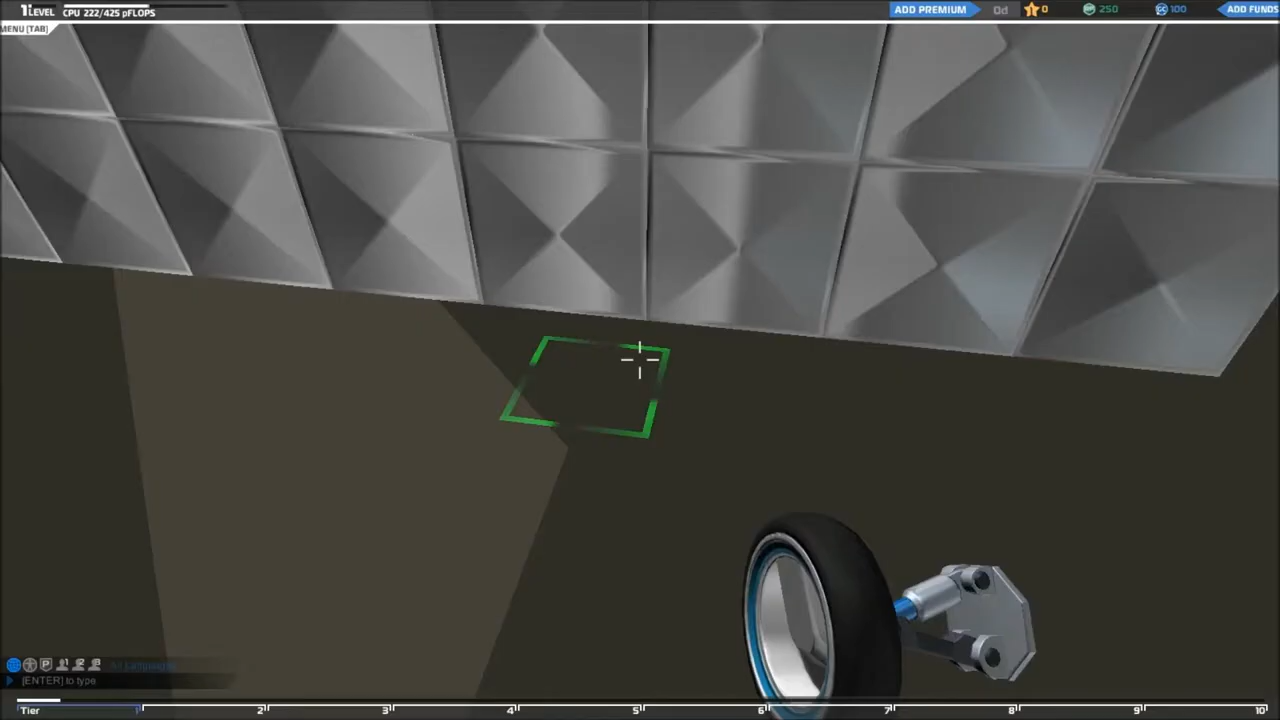 1 LEVEL CPU 222/425 pFLOPS ADD PREMIUM 0d 0 250 100 ADD FUNDS
MENU [TAB]
[ENTER] to type
Tier 1 2 3 4 5 6 7 8 9 10